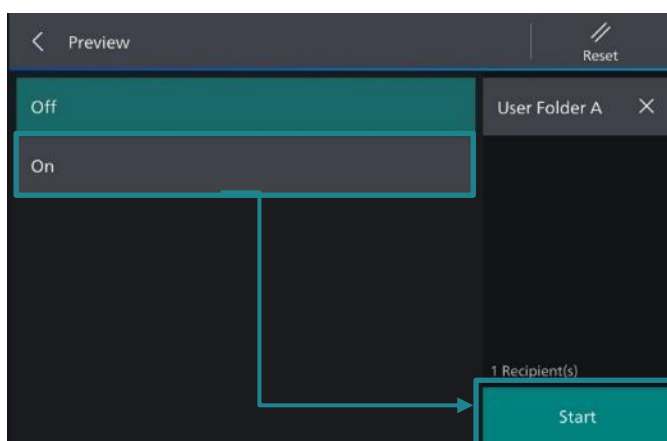 Preview
Reset
Off
User Folder A
On
1 Recipient(s)
Start